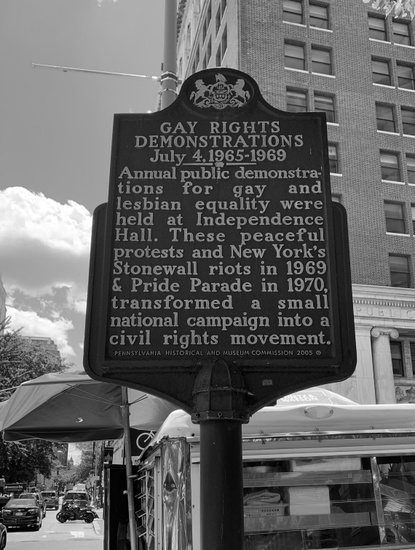 GAY RIGHTS
DEMONSTRATIONS
July 4, 1965-1969
Annual public demonstra-
tions for gay and
lesbian equality were
held at Independence
Hall. These peaceful
protests and New York's
Stonewall riots in 1969
& Pride Parade in 1970,
transformed a small
national campaign into a
civil rights movement.
PENNSYLVANIA HISTORICAL AND MUSEUM COMMISSION 2005 ©